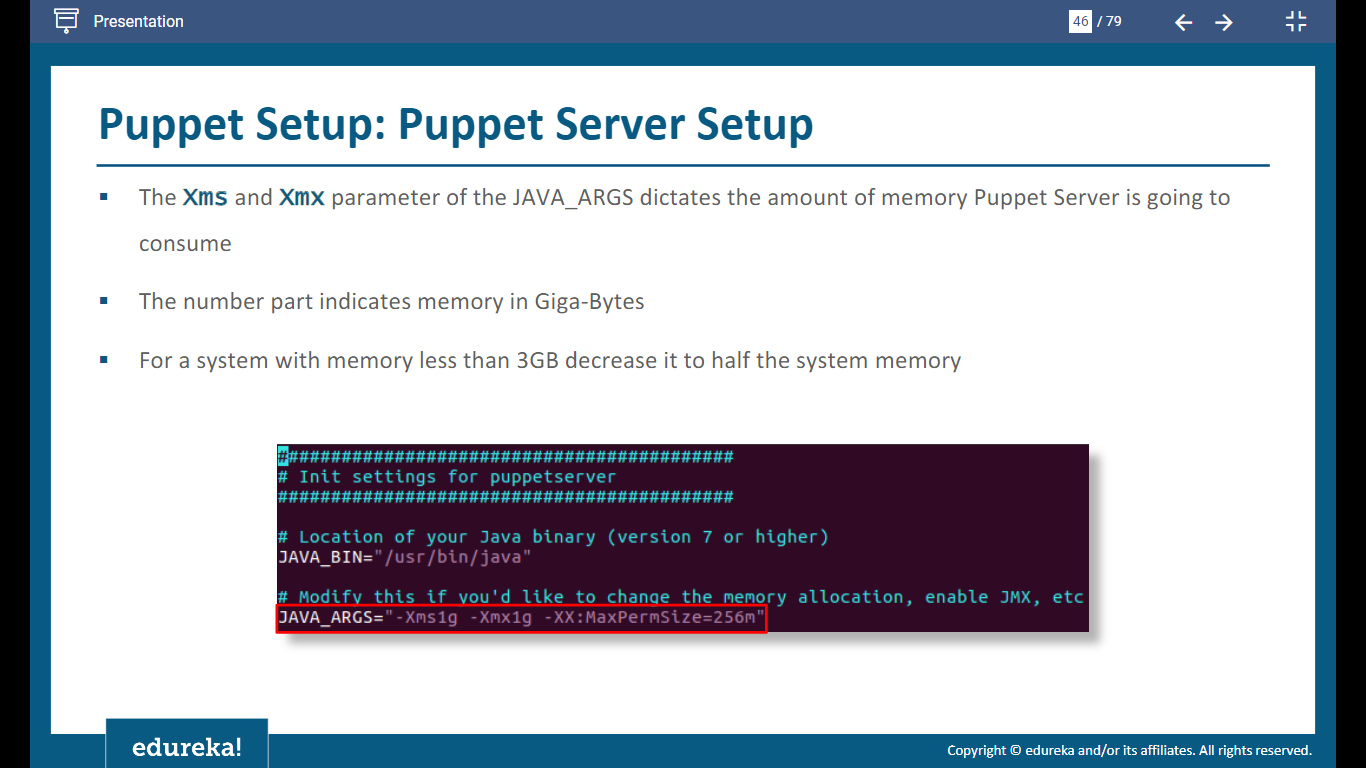 Presentation
46 / 79
Puppet Setup: Puppet Server Setup
▪ The Xms and Xmx parameter of the JAVA_ARGS dictates the amount of memory Puppet Server is going to
consume
▪ The number part indicates memory in Giga-Bytes
▪ For a system with memory less than 3GB decrease it to half the system memory
###########################################
# Init settings for puppetserver
###########################################
# Location of your Java binary (version 7 or higher)
JAVA_BIN="/usr/bin/java"
# Modify this if you'd like to change the memory allocation, enable JMX, etc
JAVA_ARGS="-Xms1g -Xmx1g -XX:MaxPermSize=256m"
edureka!
Copyright © edureka and/or its affiliates. All rights reserved.